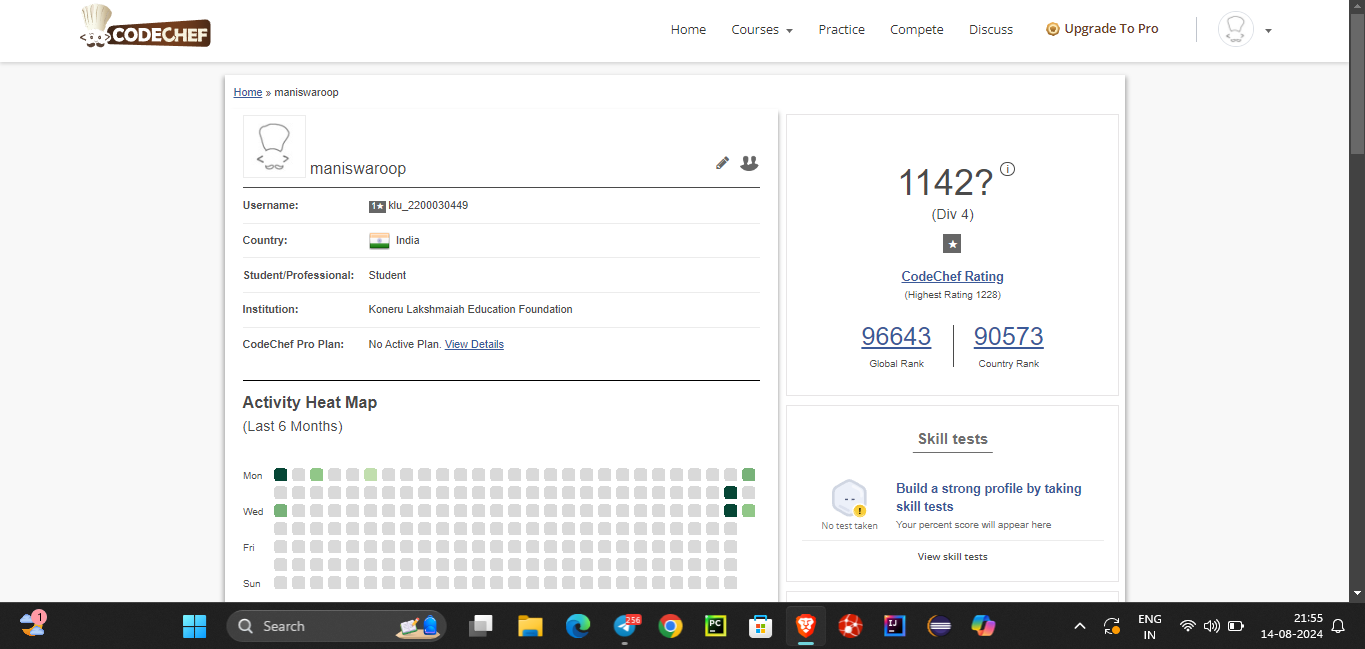 CODECHEF
Home Courses Practice Compete Discuss Upgrade To Pro
Home » maniswaroop
maniswaroop
Username: 1★ klu_2200030449
Country: India
Student/Professional: Student
Institution: Koneru Lakshmaiah Education Foundation
CodeChef Pro Plan: No Active Plan. View Details
Activity Heat Map
(Last 6 Months)
Mon
Wed
Fri
Sun
1142?
(Div 4)
★
CodeChef Rating
(Highest Rating 1228)
96643 90573
Global Rank Country Rank
Skill tests
Build a strong profile by taking
skill tests
No test taken
Your percent score will appear here
View skill tests
1
Search
256
PC
IJ
ENG
IN
21:55
14-08-2024